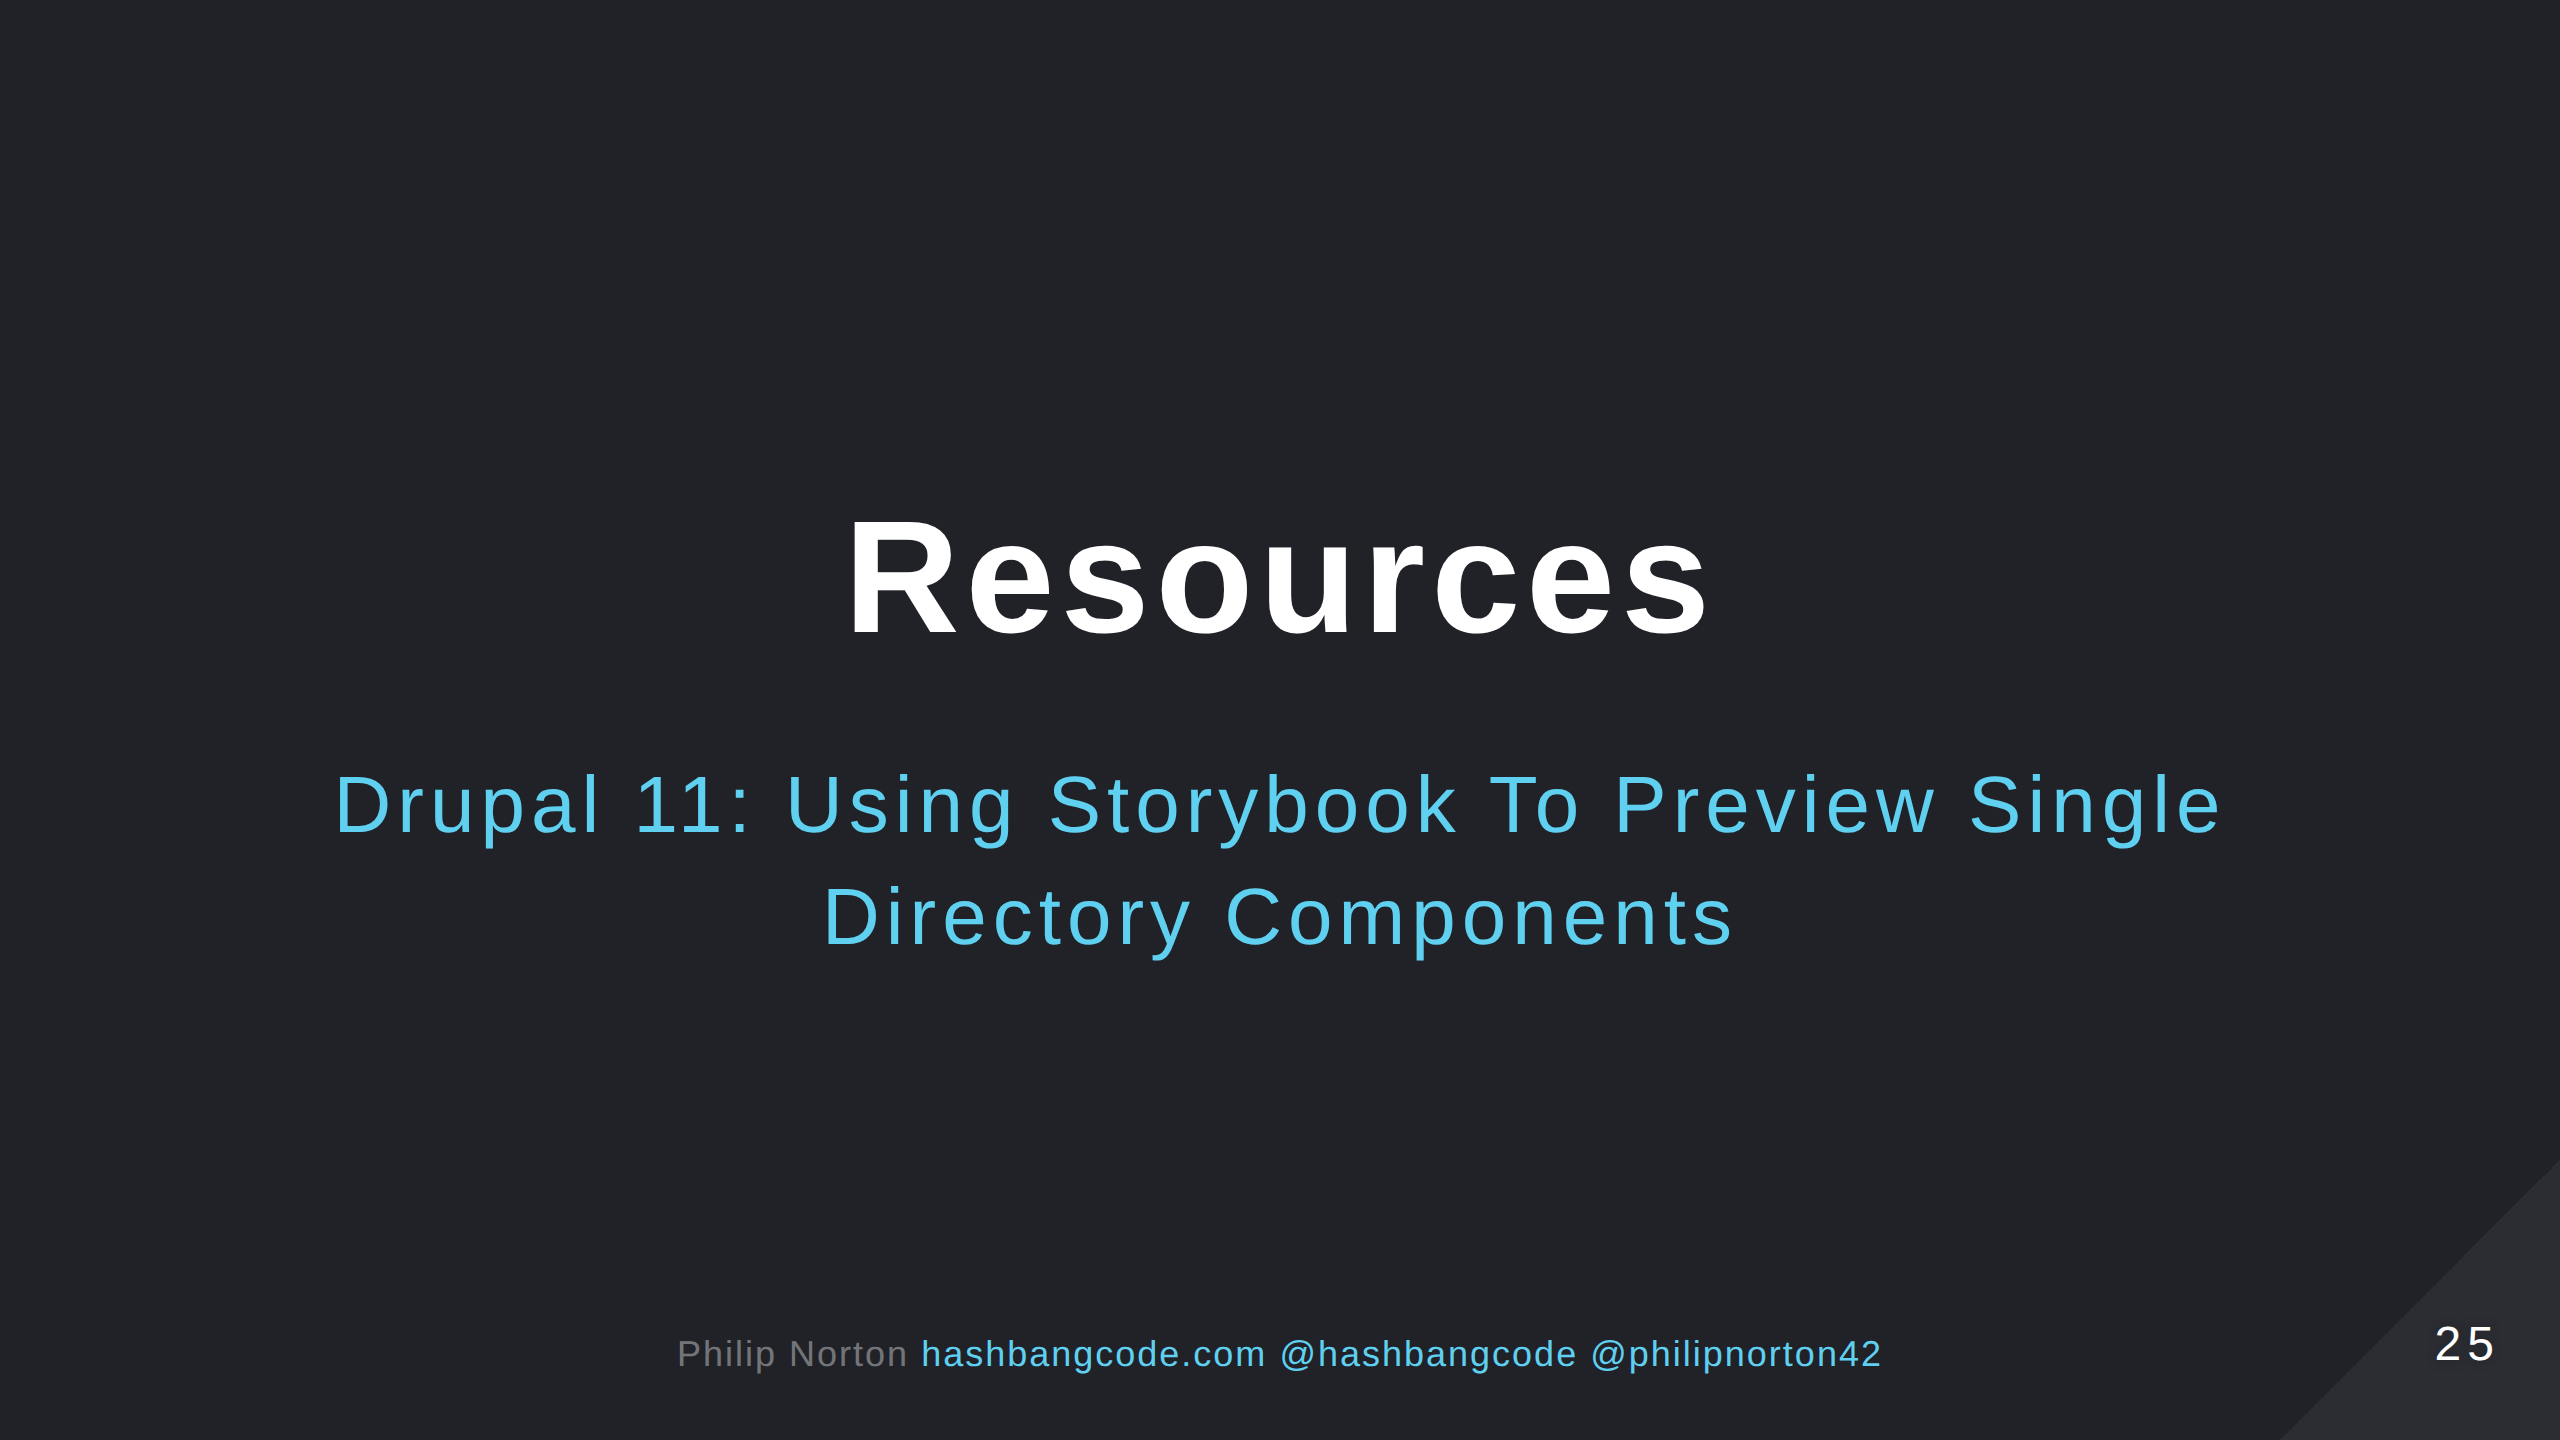 Resources
Drupal 11: Using Storybook To Preview Single
Directory Components
Philip Norton hashbangcode.com @hashbangcode @philipnorton42
25